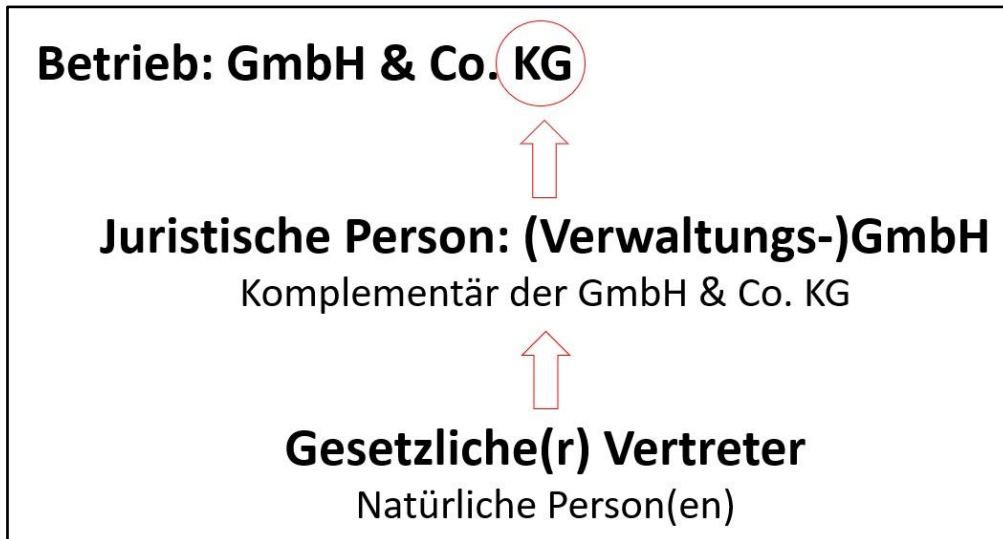 Betrieb: GmbH & Co. KG
Juristische Person: (Verwaltungs-)GmbH
Komplementär der GmbH & Co. KG
Gesetzliche(r) Vertreter
Natürliche Person(en)